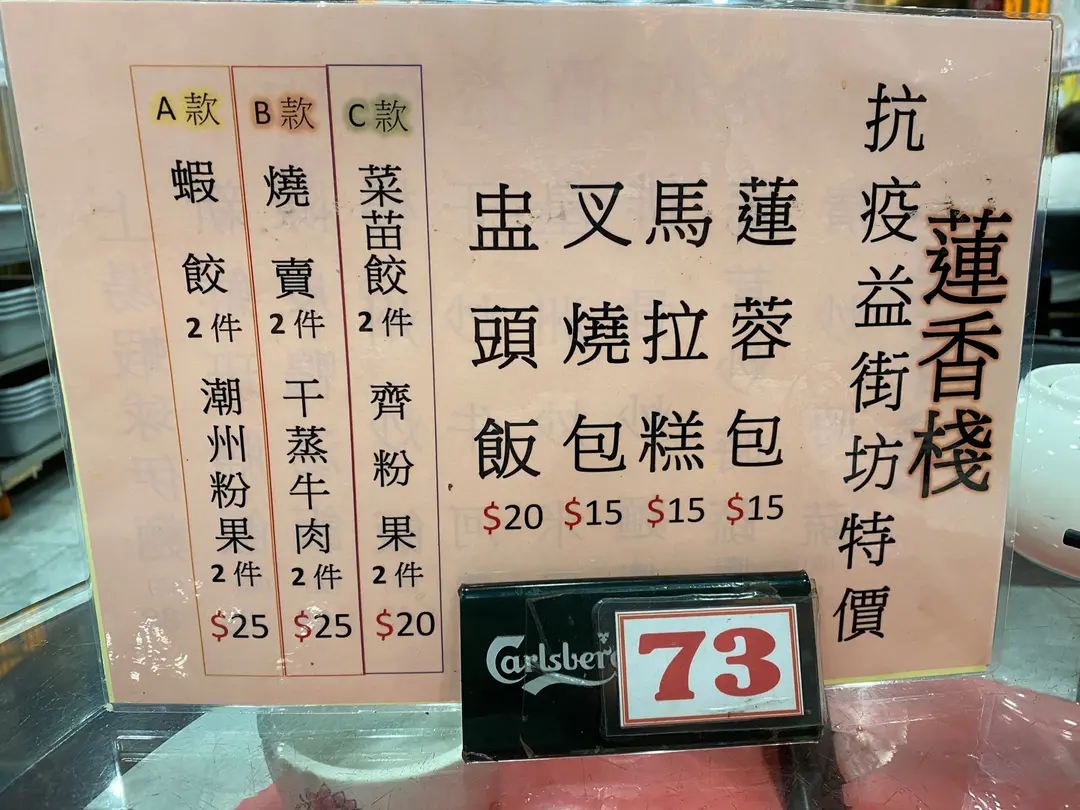 蓮香棧
抗疫益街坊特價
蓮蓉包
$15
馬拉糕
$15
叉燒包
$15
盅頭飯
$20
C款
菜苗餃
2件
齊粉果
2件
$20
B款
燒賣
2件
干蒸牛肉
2件
$25
A款
蝦餃
2件
潮州粉果
2件
$25
Carlsberg
73